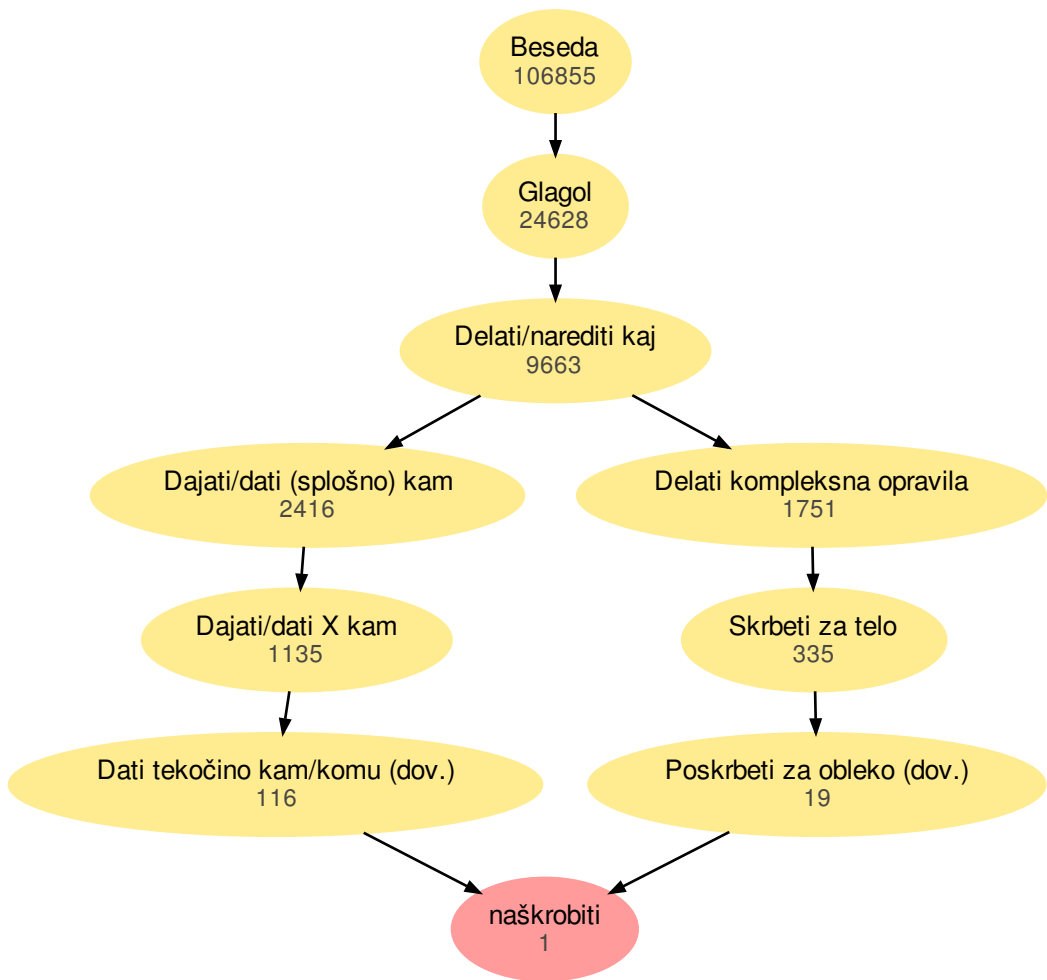 Beseda
106855
Glagol
24628
Delati/narediti kaj
9663
Dajati/dati (splošno) kam
2416
Delati kompleksna opravila
1751
Dajati/dati X kam
1135
Skrbeti za telo
335
Dati tekočino kam/komu (dov.)
116
Poskrbeti za obleko (dov.)
19
naškrobiti
1